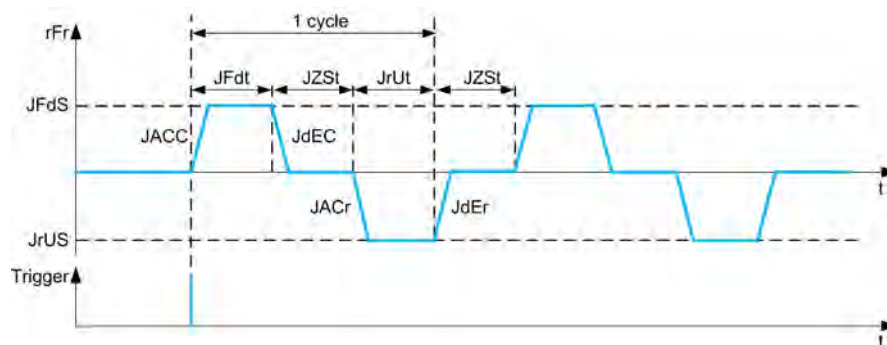 rFr
1 cycle
JFdt
JZSt
JrUt
JZSt
JFdS
JACC
JdEC
t
JACr
JdEr
JrUS
Trigger
t